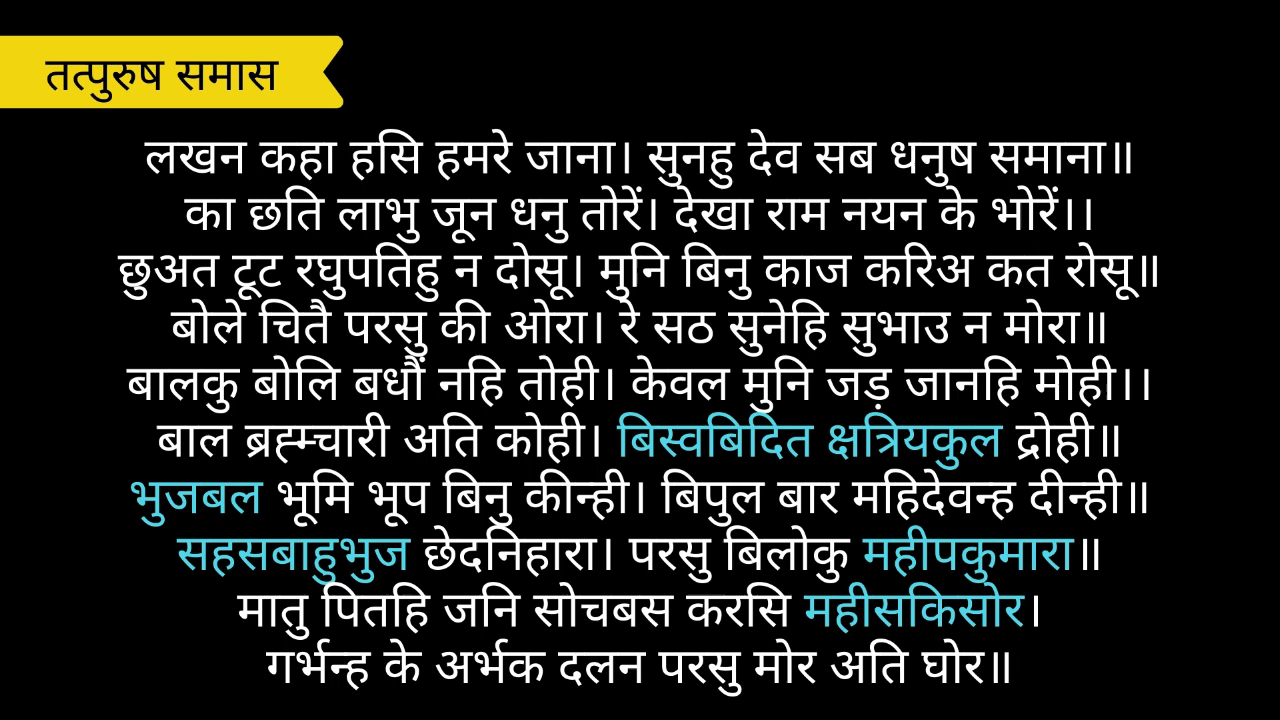 तत्पुरुष समास
लखन कहा हसि हमरे जाना। सुनहु देव सब धनुष समाना॥
का छति लाभु जून धनु तोरें। देखा राम नयन के भोरें।।
छुअत टूट रघुपतिहु न दोसू। मुनि बिनु काज करिअ कत रोसू॥
बोले चितै परसु की ओरा। रे सठ सुनेहि सुभाउ न मोरा॥
बालकु बोलि बधौं नहि तोही। केवल मुनि जड़ जानहि मोही।।
बाल ब्रह्म्चारी अति कोही। बिस्वबिदित क्षत्रियकुल द्रोही॥
भुजबल भूमि भूप बिनु कीन्ही। बिपुल बार महिदेवन्ह दीन्ही॥
सहसबाहुभुज छेदनिहारा। परसु बिलोकु महीपकुमारा॥
मातु पितहि जनि सोचबस करसि महीसकिसोर।
गर्भन्ह के अर्भक दलन परसु मोर अति घोर॥